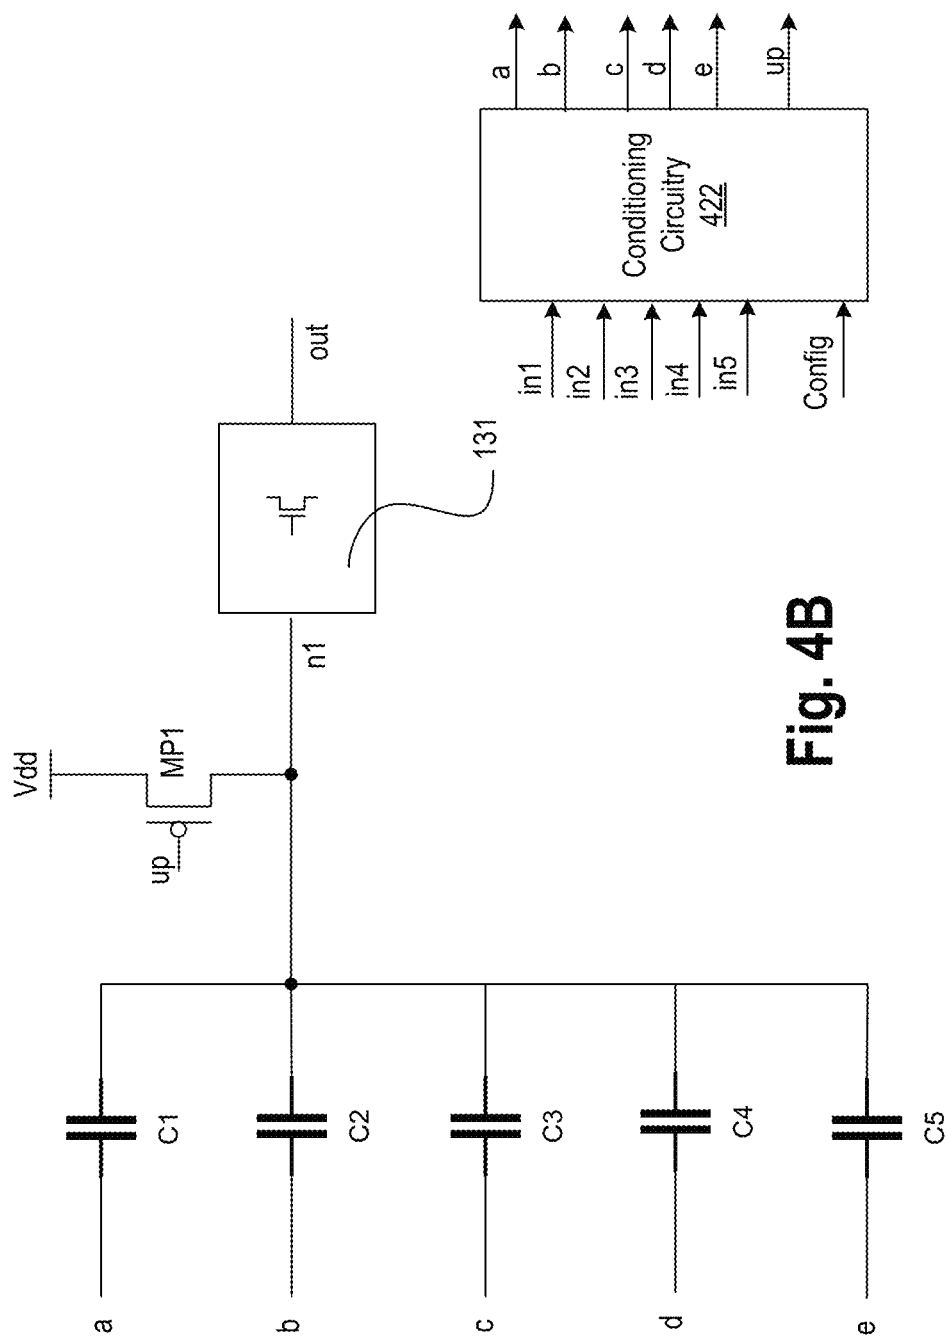 a
b
c
d
e
C1
C2
C3
C4
C5
Vdd
up
MP1
n1
131
out
in1
in2
in3
in4
in5
Config
Conditioning
Circuitry
422
a
b
c
d
e
up
Fig. 4B